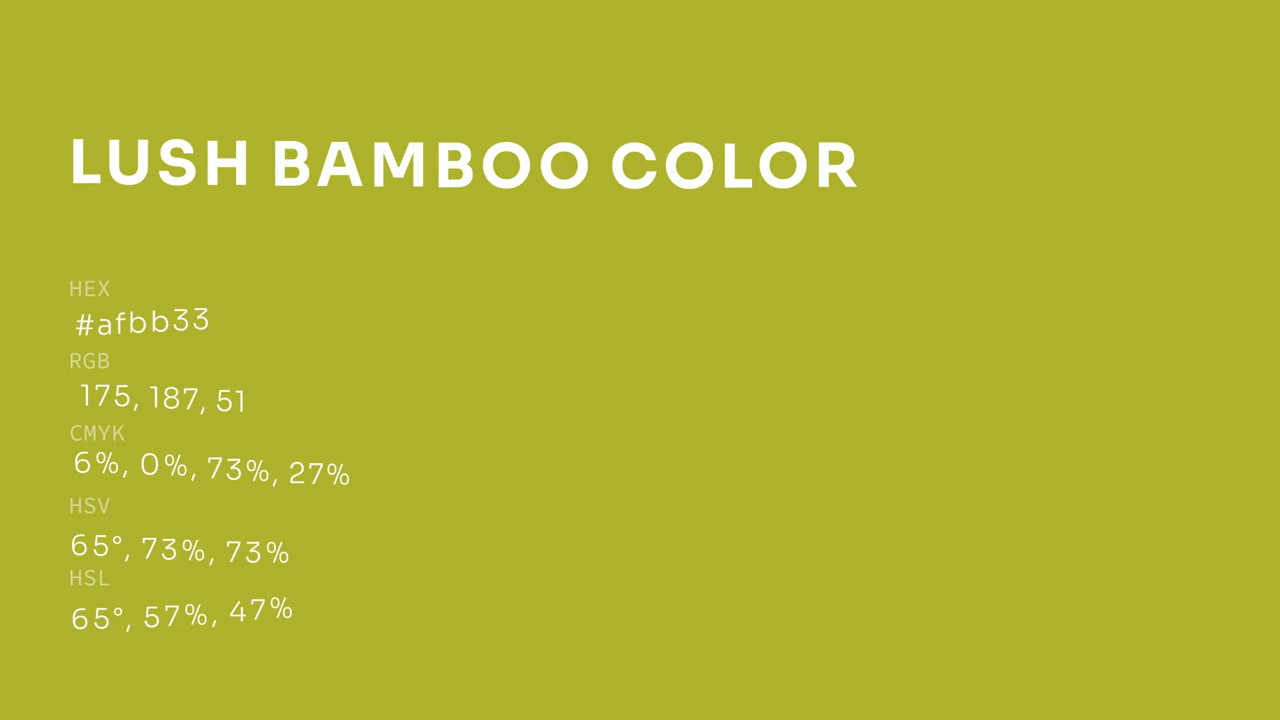 LUSH BAMBOO COLOR
HEX
#afbb33
RGB
175, 187, 51
CMYK
6%, 0%, 73%, 27%
HSV
65°, 73%, 73%
HSL
65°, 57%, 47%